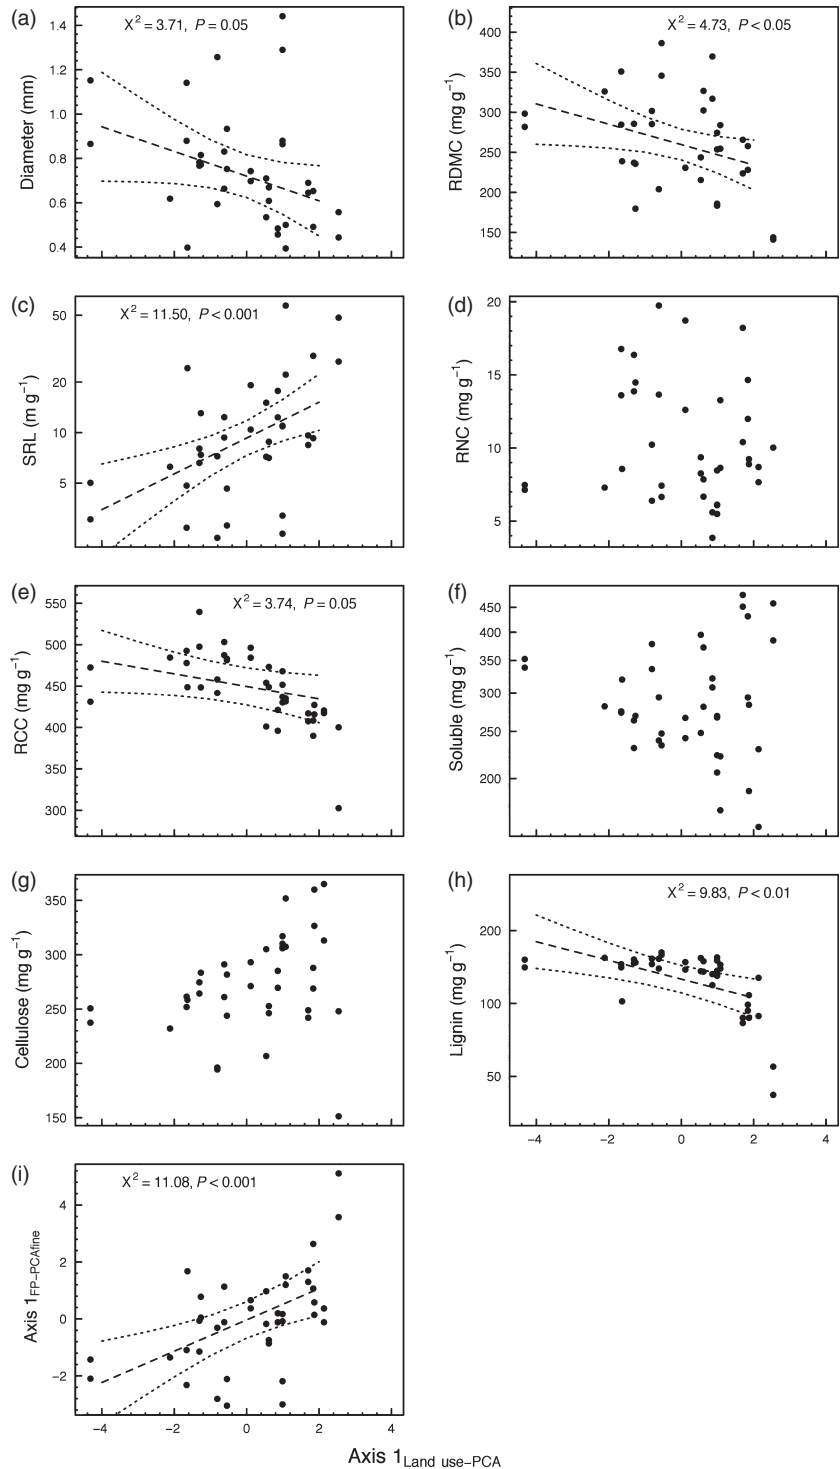 (a)
X² = 3.71, P = 0.05
Diameter (mm)
1.4
1.2
1.0
0.8
0.6
0.4
(b)
X² = 4.73, P < 0.05
RDMC (mg g⁻¹)
400
350
300
250
200
150
(c)
X² = 11.50, P < 0.001
SRL (m g⁻¹)
50
20
10
5
(d)
RNC (mg g⁻¹)
20
15
10
5
(e)
X² = 3.74, P = 0.05
RCC (mg g⁻¹)
550
500
450
400
350
300
(f)
Soluble (mg g⁻¹)
450
400
350
300
250
200
(g)
Cellulose (mg g⁻¹)
350
300
250
200
150
(h)
X² = 9.83, P < 0.01
Lignin (mg g⁻¹)
200
100
50
−4 −2 0 2 4
(i)
X² = 11.08, P < 0.001
Axis 1FP−PCAfine
4
2
0
−2
−4 −2 0 2 4
Axis 1Land use−PCA